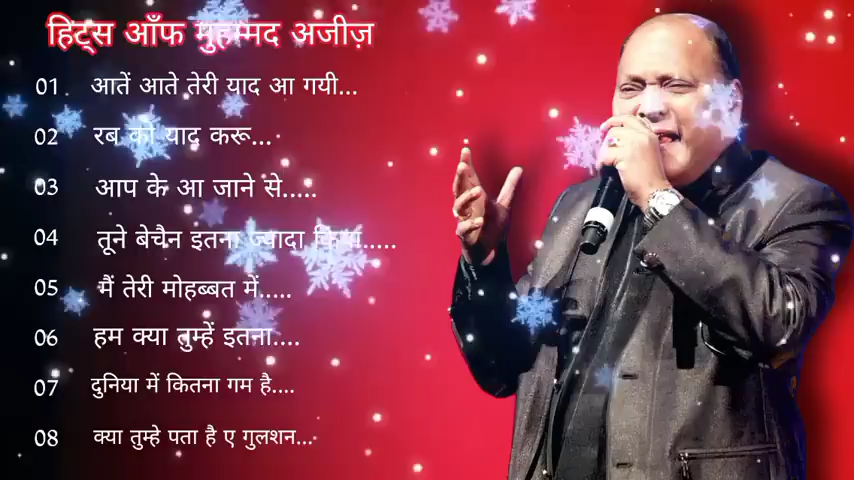 हिट्स ऑंफ मुहम्मद अजीज़
01 आतें आते तेरी याद आ गयी...
02 रब को याद करू...
03 आप के आ जाने से.....
04 तूने बेचैन इतना ज्यादा किया.....
05 मैं तेरी मोहब्बत में.....
06 हम क्या तुम्हें इतना....
07 दुनिया में कितना गम है....
08 क्या तुम्हे पता है ए गुलशन...